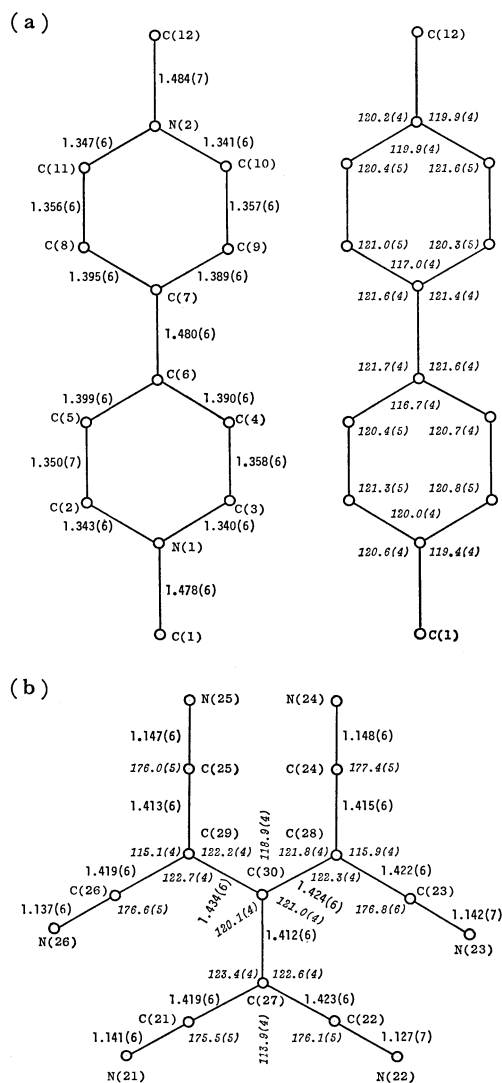 (a)
C(12) C(12)
1.484(7)
N(2) 120.2(4) 119.9(4)
1.347(6) 1.341(6) 119.9(4)
C(11) C(10) 120.4(5) 121.6(5)
1.356(6) 1.357(6)
C(8) C(9) 121.0(5) 120.3(5)
1.395(6) 1.389(6) 117.0(4)
C(7) 121.6(4) 121.4(4)
1.480(6)
C(6) 121.7(4) 121.6(4)
1.399(6) 1.390(6) 116.7(4)
C(5) C(4) 120.4(5) 120.7(4)
1.350(7) 1.358(6)
C(2) C(3) 121.3(5) 120.8(5)
1.343(6) 1.340(6) 120.0(4)
N(1) 120.6(4) 119.4(4)
1.478(6)
C(1) C(1)
(b)
N(25) N(24)
1.147(6) 1.148(6)
176.0(5) C(25) C(24) 177.4(5)
1.413(6) 1.415(6)
118.9(4)
C(29) C(28)
115.1(4) 122.2(4) 121.8(4) 115.9(4)
1.419(6) 122.7(4) C(30) 122.3(4) 1.422(6)
C(26) 1.434(6) 1.424(6) C(23)
1.137(6) 176.6(5) 120.1(4) 121.0(4) 176.8(6) 1.142(7)
N(26) 1.412(6) N(23)
123.4(4) 122.6(4)
1.419(6) C(27) 1.423(6)
C(21) C(22)
1.141(6) 175.5(5) 113.9(4) 176.1(5) 1.127(7)
N(21) N(22)